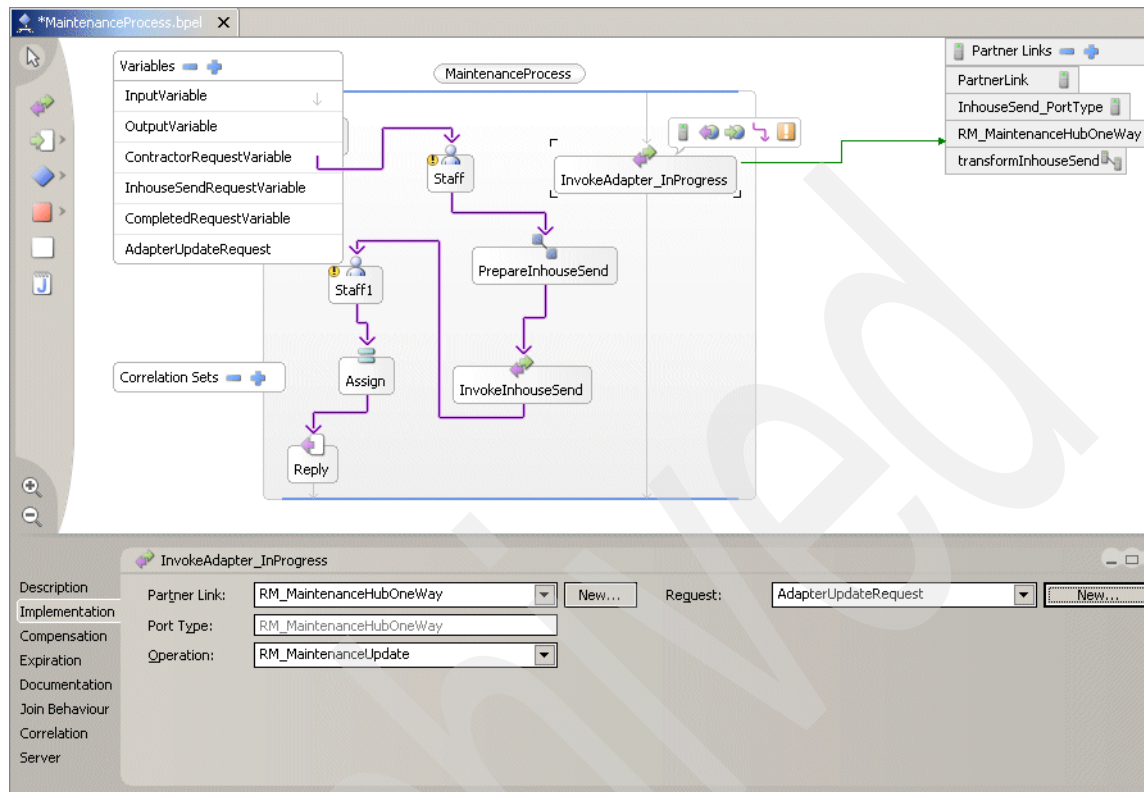 *MaintenanceProcess.bpel
Variables
InputVariable
OutputVariable
ContractorRequestVariable
InhouseSendRequestVariable
CompletedRequestVariable
AdapterUpdateRequest
MaintenanceProcess
Partner Links
PartnerLink
InhouseSend_PortType
RM_MaintenanceHubOneWay
transformInhouseSend
Staff
InvokeAdapter_InProgress
PrepareInhouseSend
Staff1
Correlation Sets
Assign
InvokeInhouseSend
Reply
InvokeAdapter_InProgress
Description
Implementation
Compensation
Expiration
Documentation
Join Behaviour
Correlation
Server
Partner Link: RM_MaintenanceHubOneWay New... Request: AdapterUpdateRequest New...
Port Type: RM_MaintenanceHubOneWay
Operation: RM_MaintenanceUpdate